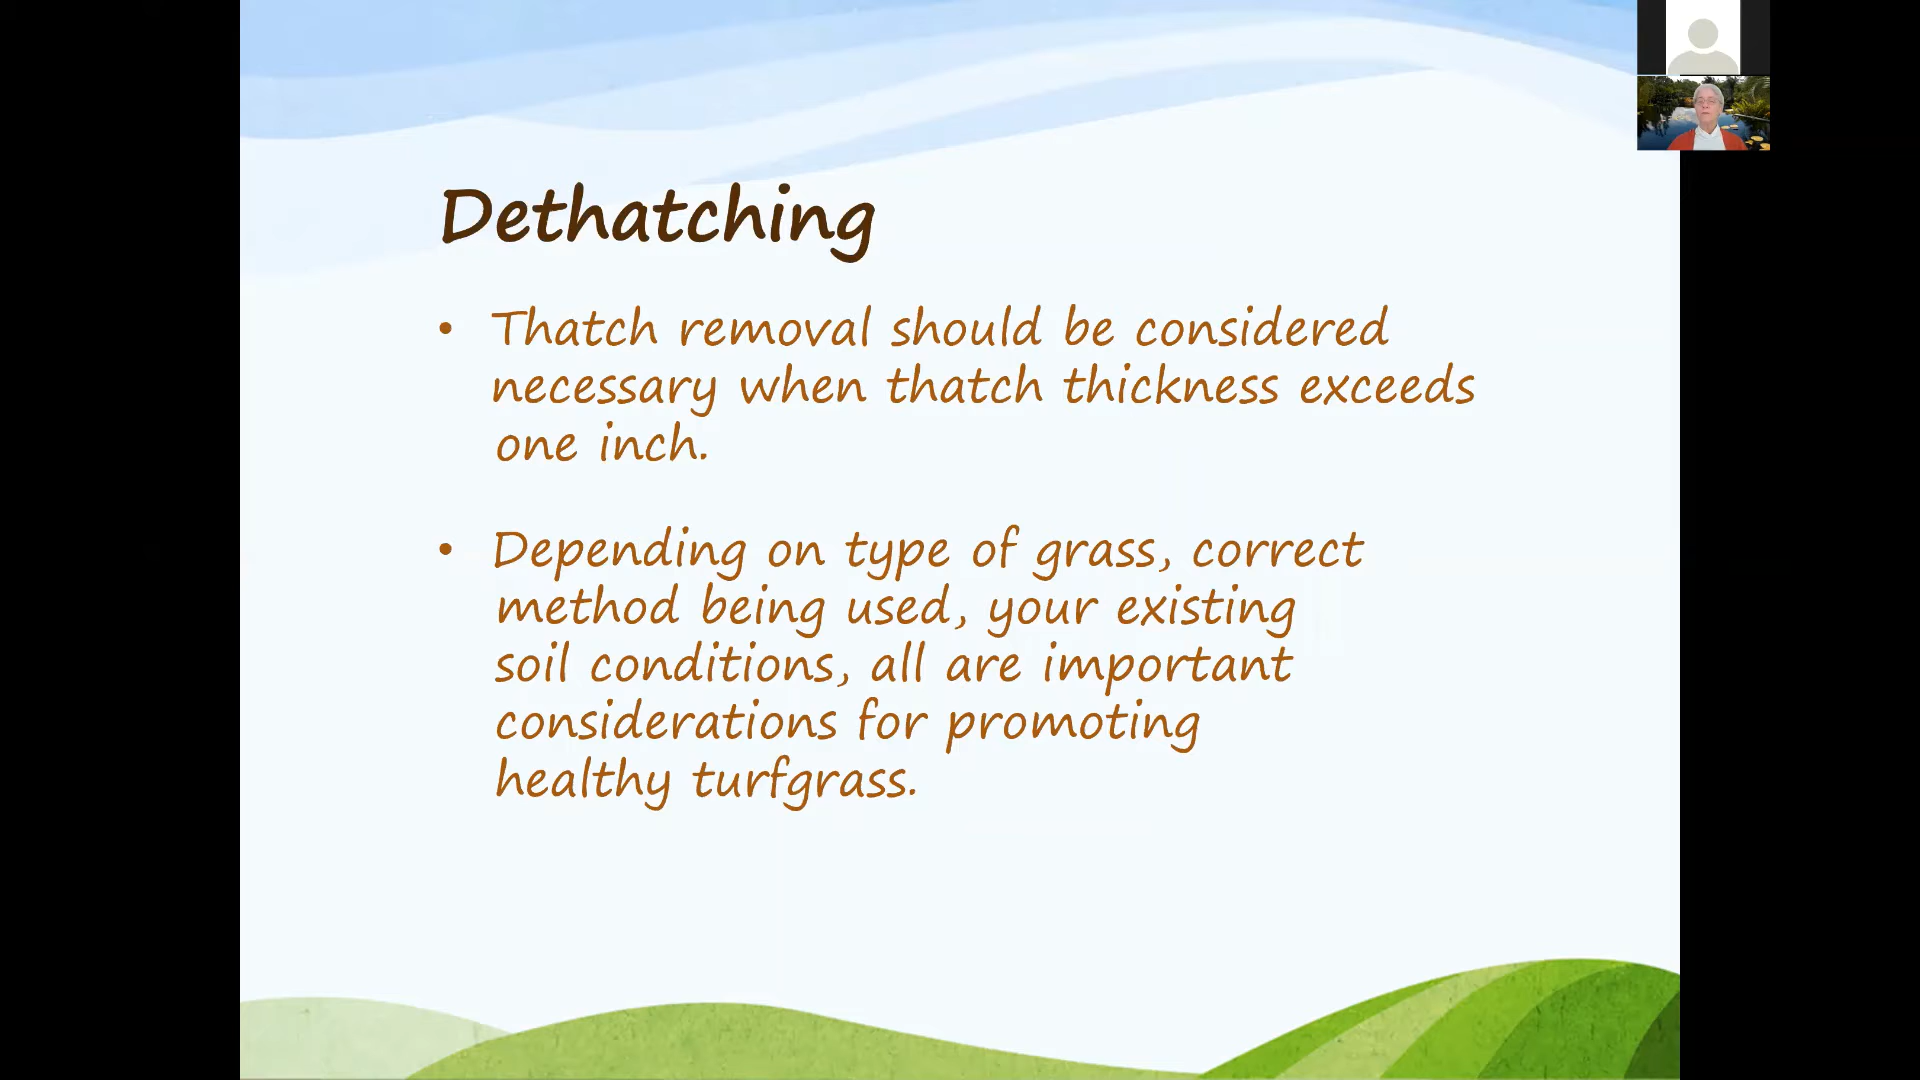 Dethatching
• Thatch removal should be considered
necessary when thatch thickness exceeds
one inch.
• Depending on type of grass, correct
method being used, your existing
soil conditions, all are important
considerations for promoting
healthy turfgrass.